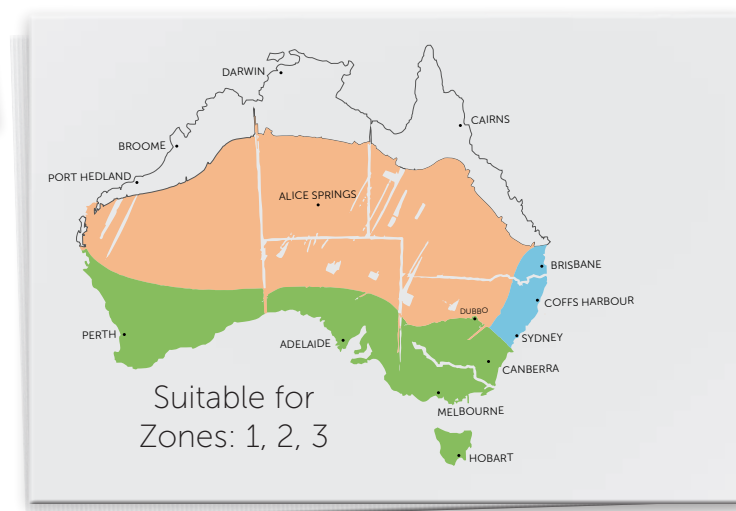 DARWIN
CAIRNS
BROOME
PORT HEDLAND
ALICE SPRINGS
BRISBANE
COFFS HARBOUR
DUBBO
PERTH
ADELAIDE
SYDNEY
CANBERRA
Suitable for
Zones: 1, 2, 3
MELBOURNE
HOBART